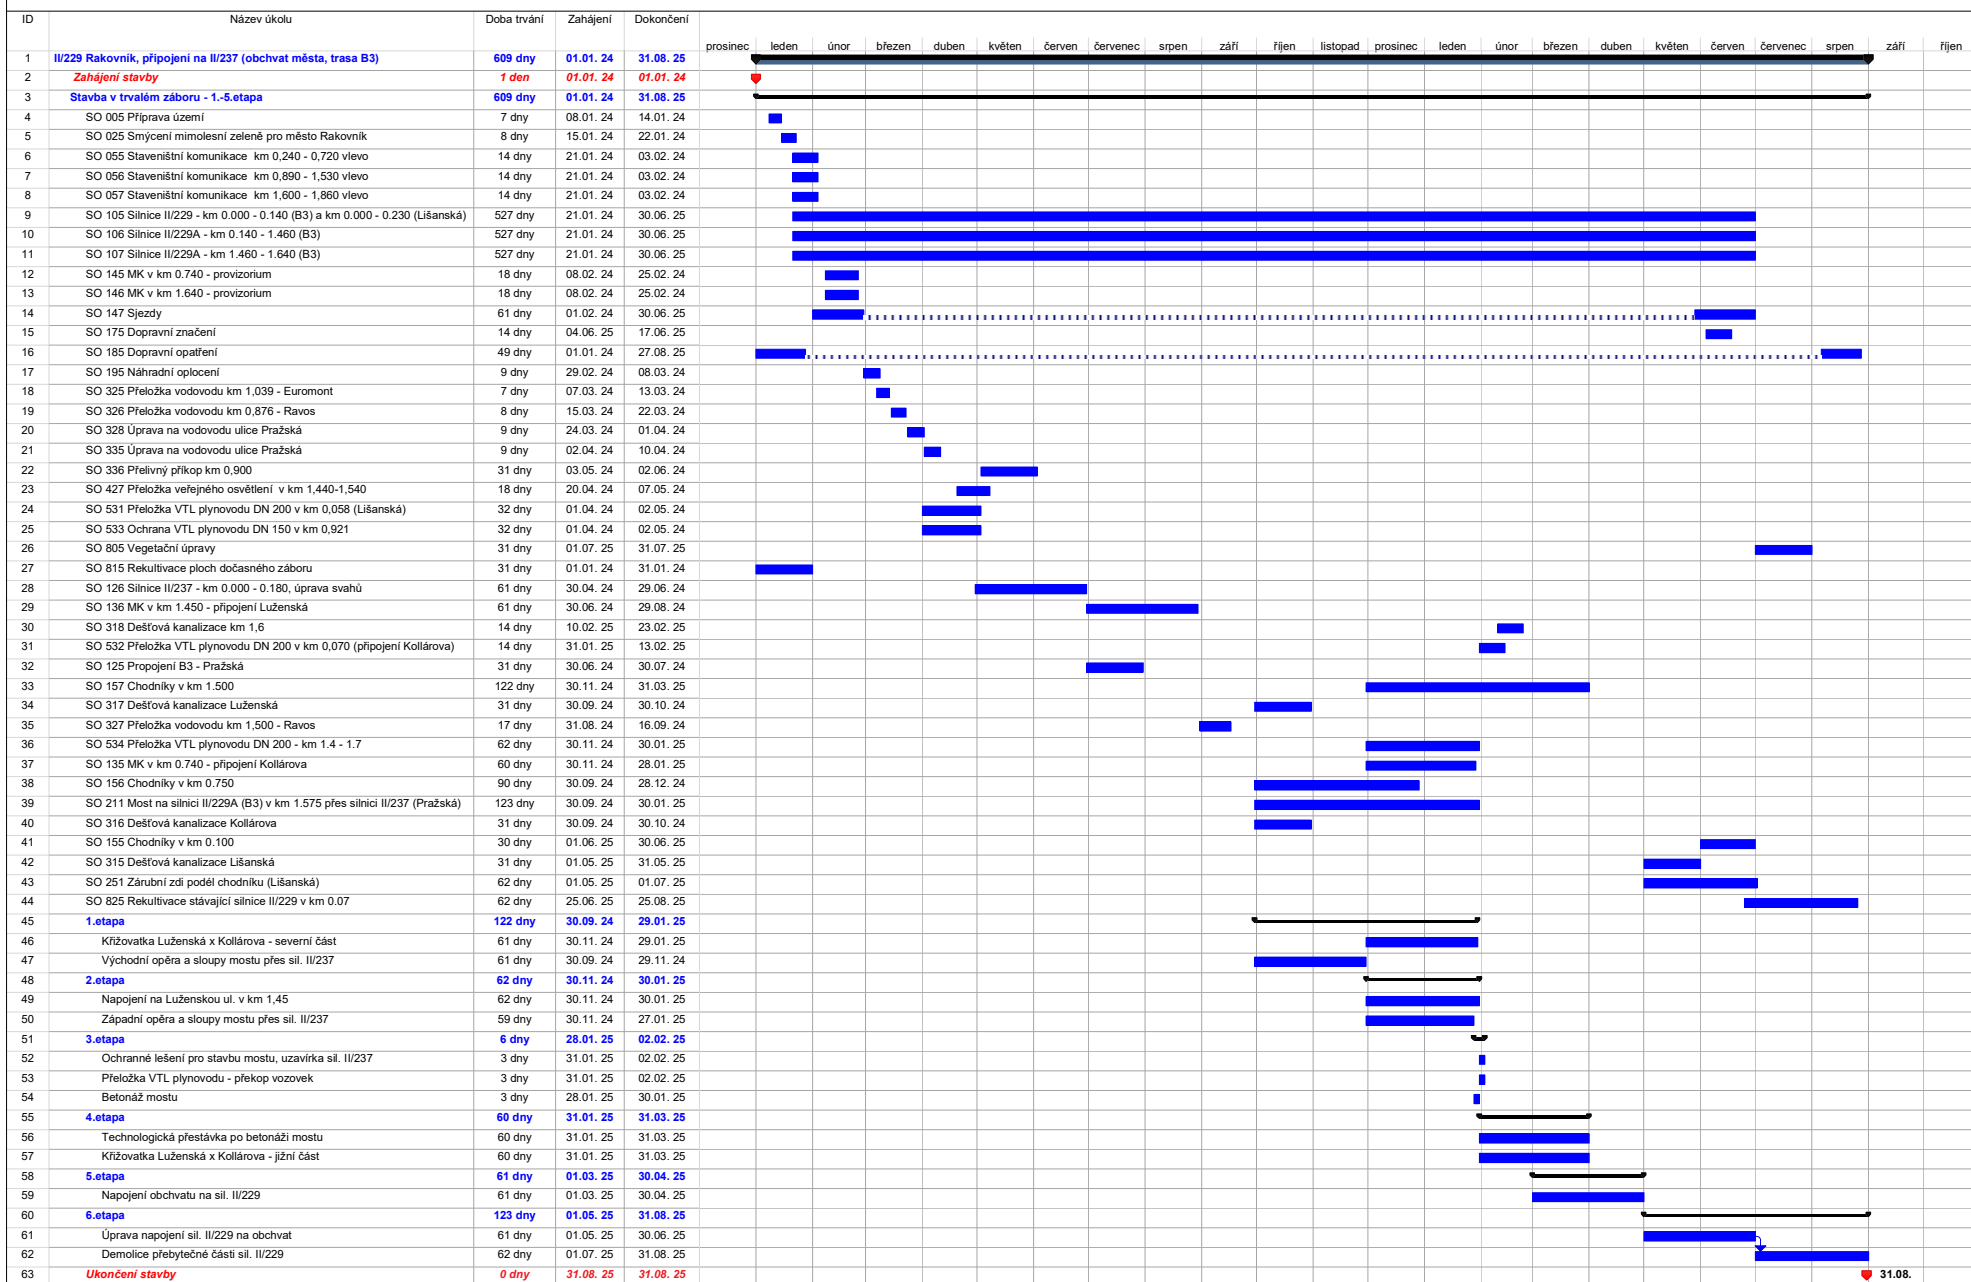 ID Název úkolu Doba trvání Zahájení Dokončení
prosinec leden únor březen duben květen červen červenec srpen září říjen listopad prosinec leden únor březen duben květen červen červenec srpen září říjen
1 II/229 Rakovník, připojení na II/237 (obchvat města, trasa B3) 609 dny 01.01. 24 31.08. 25
2 Zahájení stavby 1 den 01.01. 24 01.01. 24
3 Stavba v trvalém záboru - 1.-5.etapa 609 dny 01.01. 24 31.08. 25
4 SO 005 Příprava území 7 dny 08.01. 24 14.01. 24
5 SO 025 Smýcení mimolesní zeleně pro město Rakovník 8 dny 15.01. 24 22.01. 24
6 SO 055 Staveništní komunikace km 0,240 - 0,720 vlevo 14 dny 21.01. 24 03.02. 24
7 SO 056 Staveništní komunikace km 0,890 - 1,530 vlevo 14 dny 21.01. 24 03.02. 24
8 SO 057 Staveništní komunikace km 1,600 - 1,860 vlevo 14 dny 21.01. 24 03.02. 24
9 SO 105 Silnice II/229 - km 0.000 - 0.140 (B3) a km 0.000 - 0.230 (Lišanská) 527 dny 21.01. 24 30.06. 25
10 SO 106 Silnice II/229A - km 0.140 - 1.460 (B3) 527 dny 21.01. 24 30.06. 25
11 SO 107 Silnice II/229A - km 1.460 - 1.640 (B3) 527 dny 21.01. 24 30.06. 25
12 SO 145 MK v km 0.740 - provizorium 18 dny 08.02. 24 25.02. 24
13 SO 146 MK v km 1.640 - provizorium 18 dny 08.02. 24 25.02. 24
14 SO 147 Sjezdy 61 dny 01.02. 24 30.06. 25
15 SO 175 Dopravní značení 14 dny 04.06. 25 17.06. 25
16 SO 185 Dopravní opatření 49 dny 01.01. 24 27.08. 25
17 SO 195 Náhradní oplocení 9 dny 29.02. 24 08.03. 24
18 SO 325 Přeložka vodovodu km 1,039 - Euromont 7 dny 07.03. 24 13.03. 24
19 SO 326 Přeložka vodovodu km 0,876 - Ravos 8 dny 15.03. 24 22.03. 24
20 SO 328 Úprava na vodovodu ulice Pražská 9 dny 24.03. 24 01.04. 24
21 SO 335 Úprava na vodovodu ulice Pražská 9 dny 02.04. 24 10.04. 24
22 SO 336 Přelivný příkop km 0,900 31 dny 03.05. 24 02.06. 24
23 SO 427 Přeložka veřejného osvětlení v km 1,440-1,540 18 dny 20.04. 24 07.05. 24
24 SO 531 Přeložka VTL plynovodu DN 200 v km 0,058 (Lišanská) 32 dny 01.04. 24 02.05. 24
25 SO 533 Ochrana VTL plynovodu DN 150 v km 0,921 32 dny 01.04. 24 02.05. 24
26 SO 805 Vegetační úpravy 31 dny 01.07. 25 31.07. 25
27 SO 815 Rekultivace ploch dočasného záboru 31 dny 01.01. 24 31.01. 24
28 SO 126 Silnice II/237 - km 0.000 - 0.180, úprava svahů 61 dny 30.04. 24 29.06. 24
29 SO 136 MK v km 1.450 - připojení Luženská 61 dny 30.06. 24 29.08. 24
30 SO 318 Dešťová kanalizace km 1,6 14 dny 10.02. 25 23.02. 25
31 SO 532 Přeložka VTL plynovodu DN 200 v km 0,070 (připojení Kollárova) 14 dny 31.01. 25 13.02. 25
32 SO 125 Propojení B3 - Pražská 31 dny 30.06. 24 30.07. 24
33 SO 157 Chodníky v km 1.500 122 dny 30.11. 24 31.03. 25
34 SO 317 Dešťová kanalizace Luženská 31 dny 30.09. 24 30.10. 24
35 SO 327 Přeložka vodovodu km 1,500 - Ravos 17 dny 31.08. 24 16.09. 24
36 SO 534 Přeložka VTL plynovodu DN 200 - km 1.4 - 1.7 62 dny 30.11. 24 30.01. 25
37 SO 135 MK v km 0.740 - připojení Kollárova 60 dny 30.11. 24 28.01. 25
38 SO 156 Chodníky v km 0.750 90 dny 30.09. 24 28.12. 24
39 SO 211 Most na silnici II/229A (B3) v km 1.575 přes silnici II/237 (Pražská) 123 dny 30.09. 24 30.01. 25
40 SO 316 Dešťová kanalizace Kollárova 31 dny 30.09. 24 30.10. 24
41 SO 155 Chodníky v km 0.100 30 dny 01.06. 25 30.06. 25
42 SO 315 Dešťová kanalizace Lišanská 31 dny 01.05. 25 31.05. 25
43 SO 251 Zárubní zdi podél chodníku (Lišanská) 62 dny 01.05. 25 01.07. 25
44 SO 825 Rekultivace stávající silnice II/229 v km 0.07 62 dny 25.06. 25 25.08. 25
45 1.etapa 122 dny 30.09. 24 29.01. 25
46 Křižovatka Luženská x Kollárova - severní část 61 dny 30.11. 24 29.01. 25
47 Východní opěra a sloupy mostu přes sil. II/237 61 dny 30.09. 24 29.11. 24
48 2.etapa 62 dny 30.11. 24 30.01. 25
49 Napojení na Luženskou ul. v km 1,45 62 dny 30.11. 24 30.01. 25
50 Západní opěra a sloupy mostu přes sil. II/237 59 dny 30.11. 24 27.01. 25
51 3.etapa 6 dny 28.01. 25 02.02. 25
52 Ochranné lešení pro stavbu mostu, uzavírka sil. II/237 3 dny 31.01. 25 02.02. 25
53 Přeložka VTL plynovodu - překop vozovek 3 dny 31.01. 25 02.02. 25
54 Betonáž mostu 3 dny 28.01. 25 30.01. 25
55 4.etapa 60 dny 31.01. 25 31.03. 25
56 Technologická přestávka po betonáži mostu 60 dny 31.01. 25 31.03. 25
57 Křižovatka Luženská x Kollárova - jižní část 60 dny 31.01. 25 31.03. 25
58 5.etapa 61 dny 01.03. 25 30.04. 25
59 Napojení obchvatu na sil. II/229 61 dny 01.03. 25 30.04. 25
60 6.etapa 123 dny 01.05. 25 31.08. 25
61 Úprava napojení sil. II/229 na obchvat 61 dny 01.05. 25 30.06. 25
62 Demolice přebytečné části sil. II/229 62 dny 01.07. 25 31.08. 25
63 Ukončení stavby 0 dny 31.08. 25 31.08. 25 31.08.